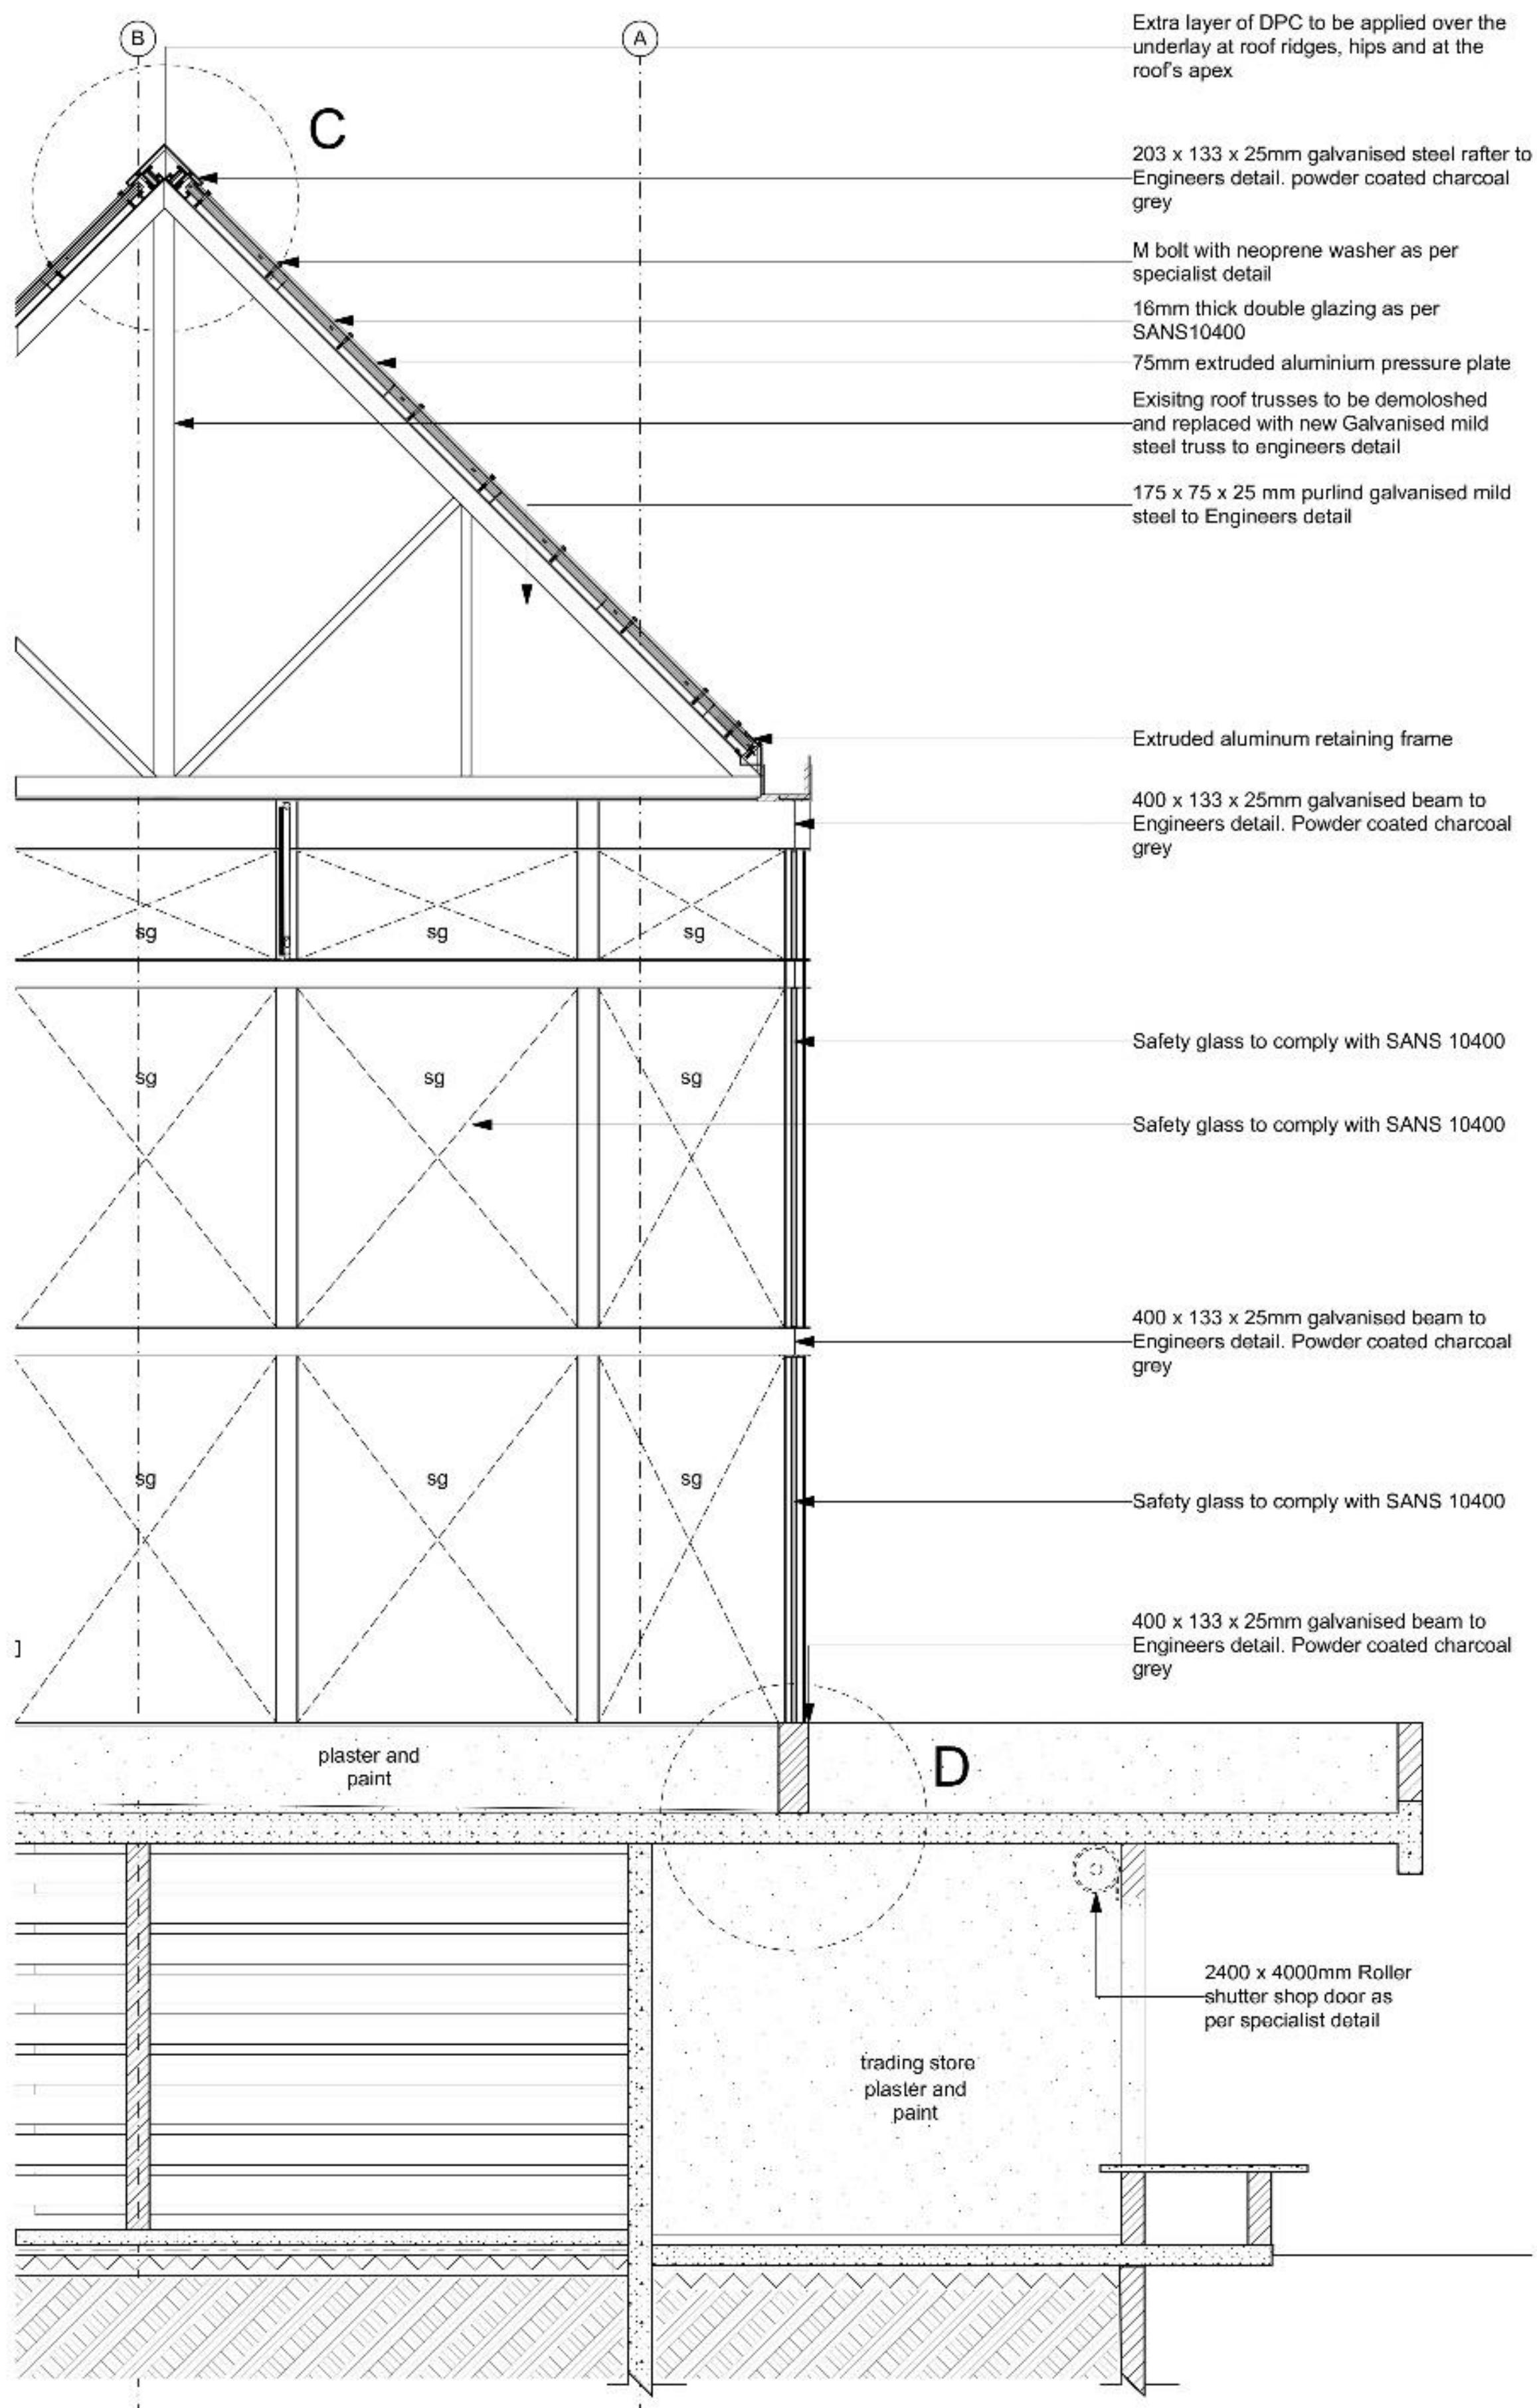 B
A
Extra layer of DPC to be applied over the
underlay at roof ridges, hips and at the
roof's apex
C
203 x 133 x 25mm galvanised steel rafter to
Engineers detail. powder coated charcoal
grey
M bolt with neoprene washer as per
specialist detail
16mm thick double glazing as per
SANS10400
75mm extruded aluminium pressure plate
Exisitng roof trusses to be demoloshed
and replaced with new Galvanised mild
steel truss to engineers detail
175 x 75 x 25 mm purlind galvanised mild
steel to Engineers detail
Extruded aluminum retaining frame
400 x 133 x 25mm galvanised beam to
Engineers detail. Powder coated charcoal
grey
sg
sg
sg
Safety glass to comply with SANS 10400
sg
sg
sg
Safety glass to comply with SANS 10400
400 x 133 x 25mm galvanised beam to
Engineers detail. Powder coated charcoal
grey
sg
sg
sg
Safety glass to comply with SANS 10400
400 x 133 x 25mm galvanised beam to
Engineers detail. Powder coated charcoal
grey
plaster and
paint
D
2400 x 4000mm Roller
shutter shop door as
per specialist detail
trading store
plaster and
paint